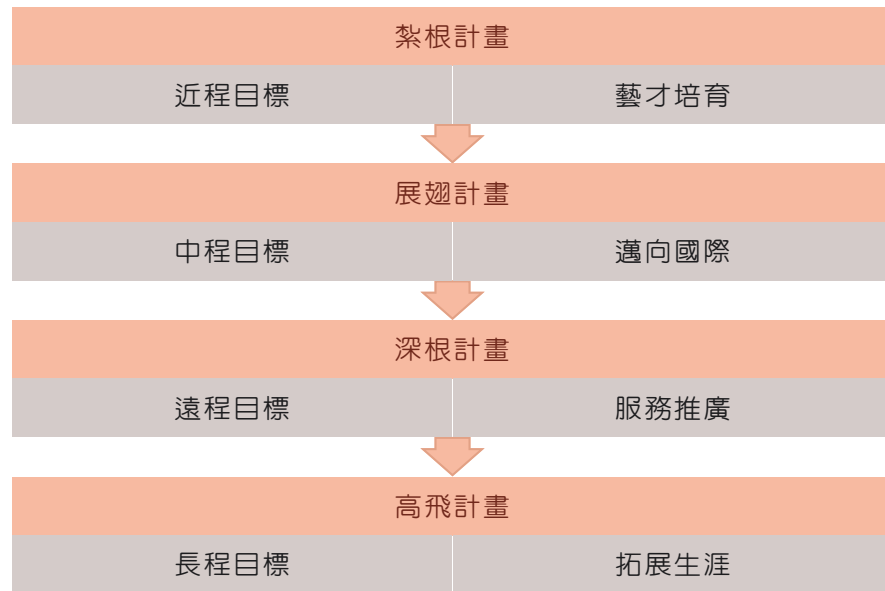 紮根計畫
近程目標 藝才培育
展翅計畫
中程目標 邁向國際
深根計畫
遠程目標 服務推廣
高飛計畫
長程目標 拓展生涯